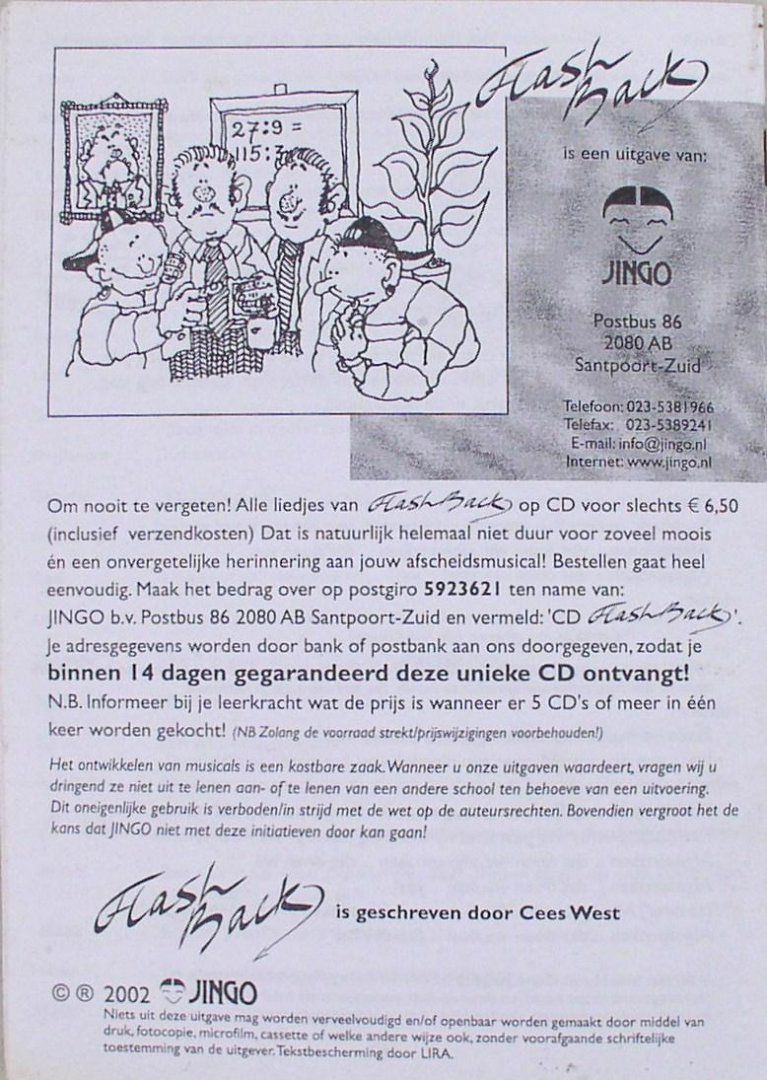 Flash Back
is een uitgave van:
27:9 =
115:
JINGO
Postbus 86
2080 AB
Santpoort-Zuid
Telefoon: 023-5381966
Telefax: 023-5389241
E-mail: info@jingo.nl
Internet: www.jingo.nl
Om nooit te vergeten! Alle liedjes van Flash Back op CD voor slechts € 6,50
(inclusief verzendkosten) Dat is natuurlijk helemaal niet duur voor zoveel moois
én een onvergetelijke herinnering aan jouw afscheidsmusical! Bestellen gaat heel
eenvoudig. Maak het bedrag over op postgiro 5923621 ten name van:
JINGO b.v. Postbus 86 2080 AB Santpoort-Zuid en vermeld: 'CD Flash Back'.
Je adresgegevens worden door bank of postbank aan ons doorgegeven, zodat je
binnen 14 dagen gegarandeerd deze unieke CD ontvangt!
N.B. Informeer bij je leerkracht wat de prijs is wanneer er 5 CD's of meer in één
keer worden gekocht! (NB Zolang de voorraad strekt/prijswijzigingen voorbehouden!)
Het ontwikkelen van musicals is een kostbare zaak. Wanneer u onze uitgaven waardeert, vragen wij u
dringend ze niet uit te lenen aan- of te lenen van een andere school ten behoeve van een uitvoering.
Dit oneigenlijke gebruik is verboden/in strijd met de wet op de auteursrechten. Bovendien vergroot het de
kans dat JINGO niet met deze initiatieven door kan gaan!
Flash Back is geschreven door Cees West
© ® 2002 JINGO
Niets uit deze uitgave mag worden verveelvoudigd en/of openbaar worden gemaakt door middel van
druk, fotocopie, microfilm, cassette of welke andere wijze ook, zonder voorafgaande schriftelijke
toestemming van de uitgever. Tekstbescherming door LIRA.